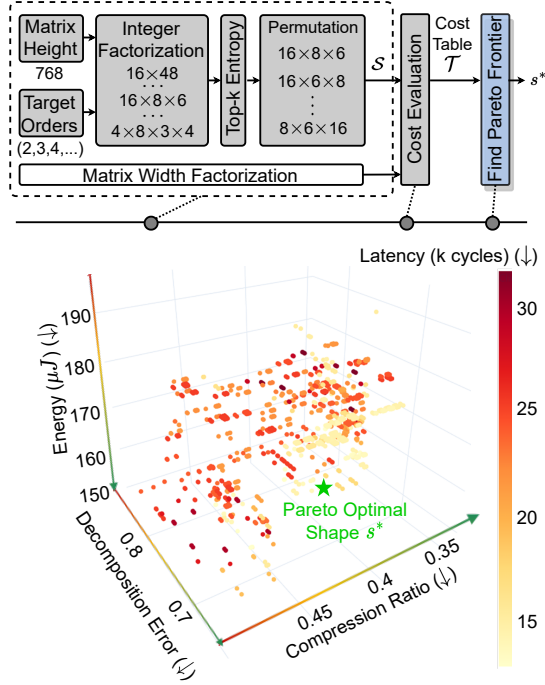 Matrix
Height
768
Target
Orders
(2,3,4,...)
Integer
Factorization
16×48
...
16×8×6
...
4×8×3×4
Top-k Entropy
Permutation
16×8×6
16×6×8
⋮
8×6×16
Matrix Width Factorization
𝒮
Cost Evaluation
Cost
Table
𝒯
Find Pareto Frontier
s*
Latency (k cycles) (↓)
30
25
20
15
Energy (μJ) (↓)
190
180
170
160
150
Decomposition Error (↓)
0.8
0.7
Compression Ratio (↓)
0.45
0.4
0.35
Pareto Optimal
Shape s*